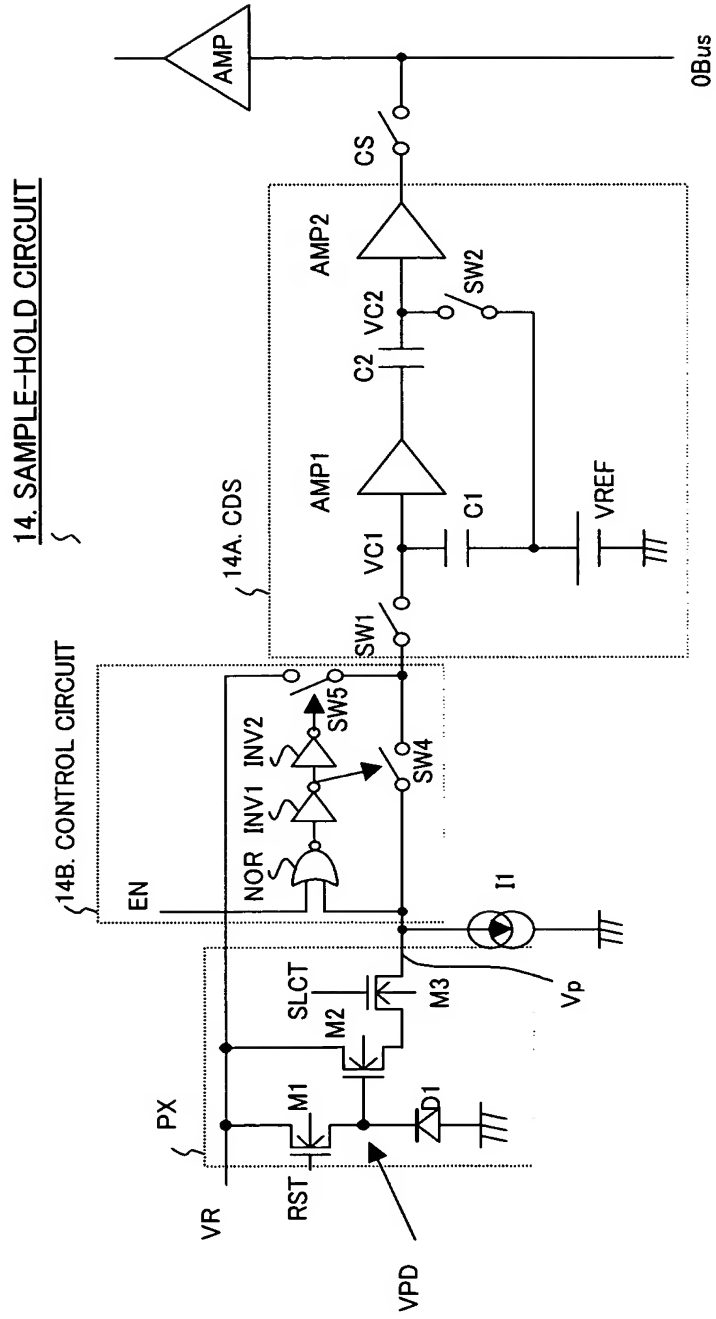 14. SAMPLE-HOLD CIRCUIT
14B. CONTROL CIRCUIT
14A. CDS
PX
VR
RST
M1
M2
SLCT
M3
D1
VPD
Vp
I1
EN
NOR
INV1
INV2
SW5
SW4
SW1
VC1
AMP1
C1
VREF
C2
VC2
SW2
AMP2
CS
AMP
OBus